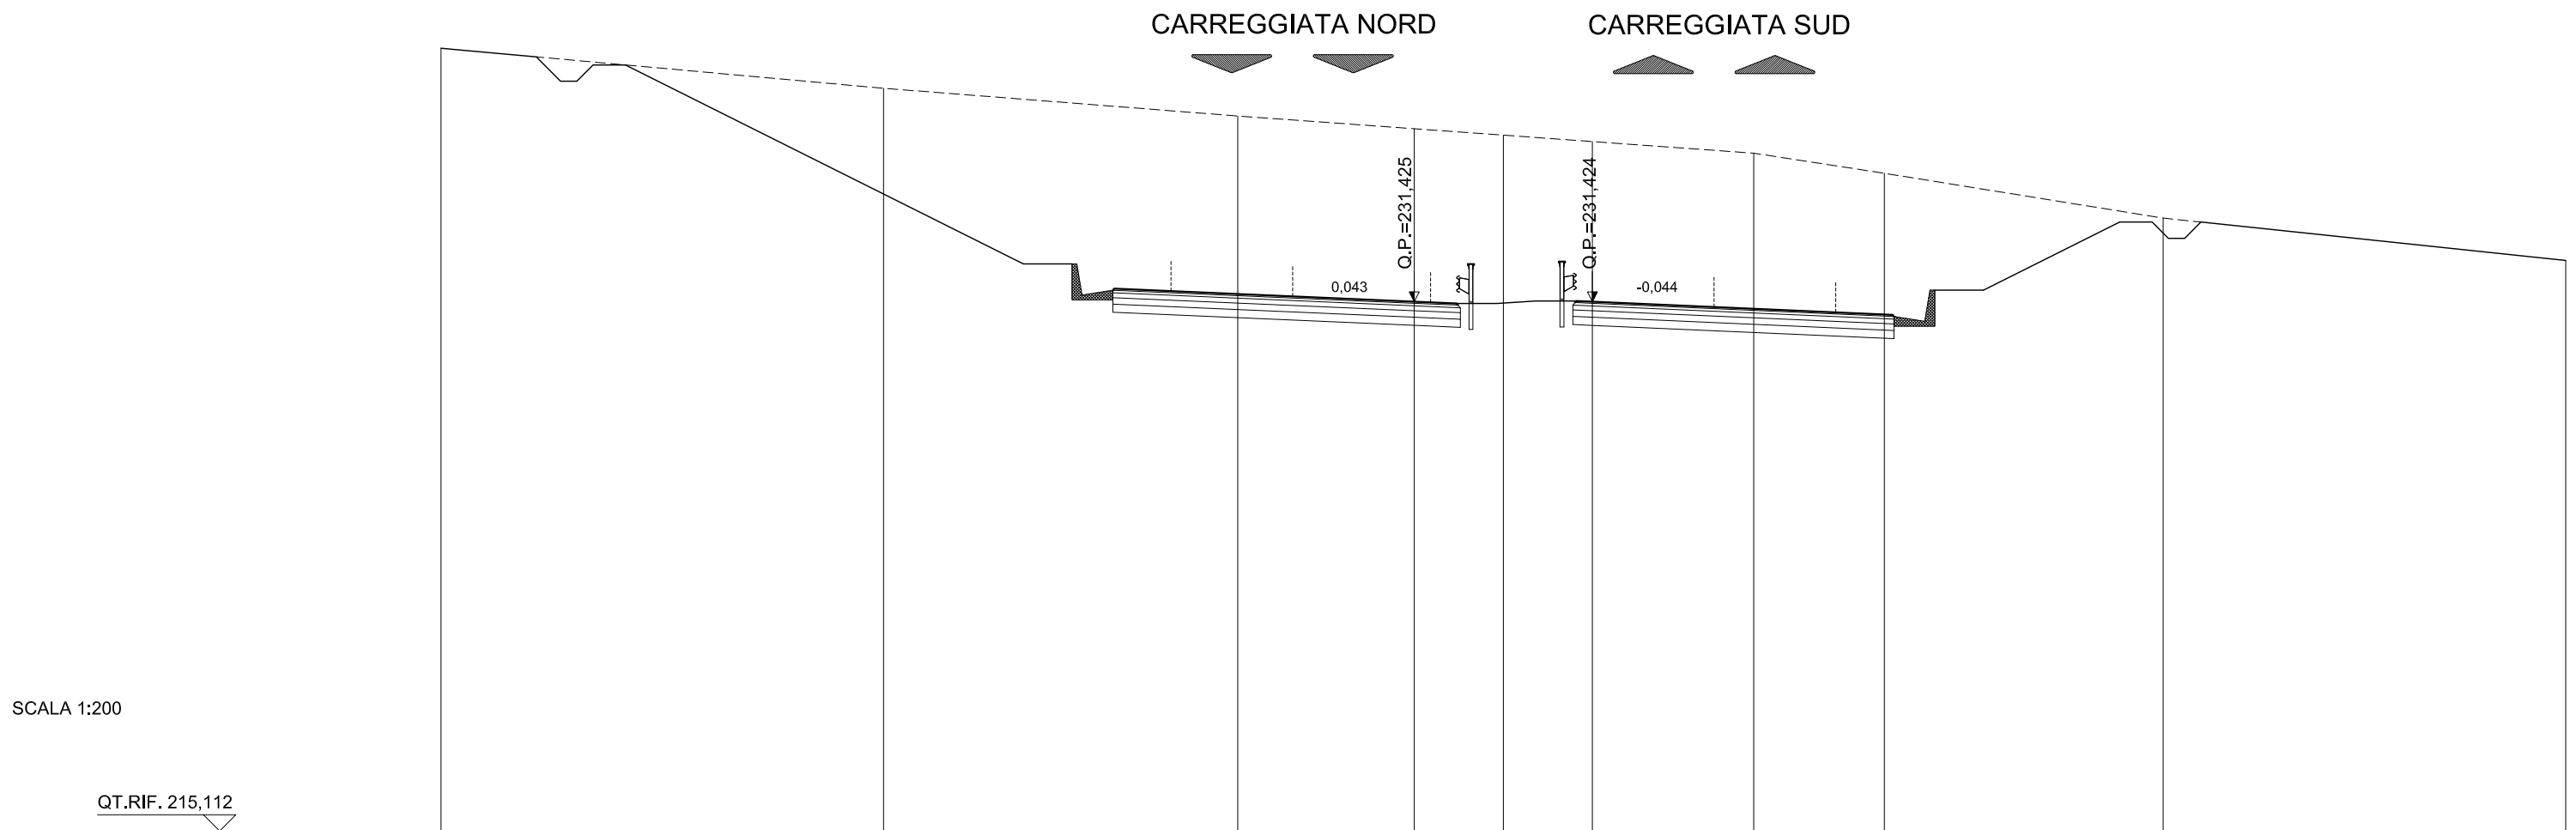 CARREGGIATA NORD
CARREGGIATA SUD
Q.P.=231,425
Q.P.=231,424
0,043
-0,044
SCALA 1:200
QT.RIF. 215,112